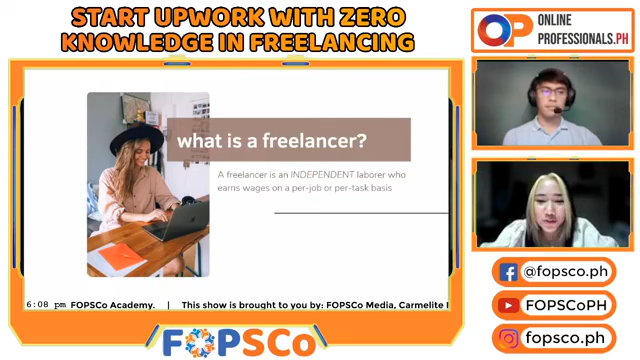 START UPWORK WITH ZERO
KNOWLEDGE IN FREELANCING
OP ONLINE
PROFESSIONALS.PH
what is a freelancer?
A freelancer is an INDEPENDENT laborer who
earns wages on a per-job or per-task basis
@fopsco.ph
FOPSCoPH
fopsco.ph
6:08 pm FOPSCo Academy. | This show is brought to you by: FOPSCo Media, Carmelite
FOPSCo